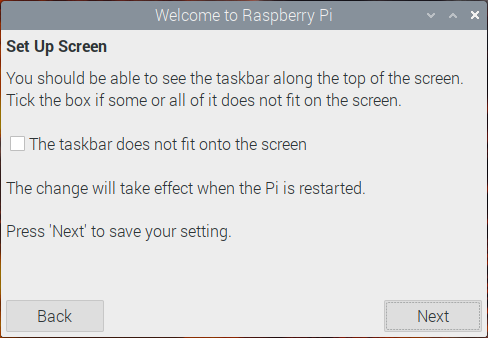 Welcome to Raspberry Pi
Set Up Screen
You should be able to see the taskbar along the top of the screen.
Tick the box if some or all of it does not fit on the screen.
The taskbar does not fit onto the screen
The change will take effect when the Pi is restarted.
Press 'Next' to save your setting.
Back
Next